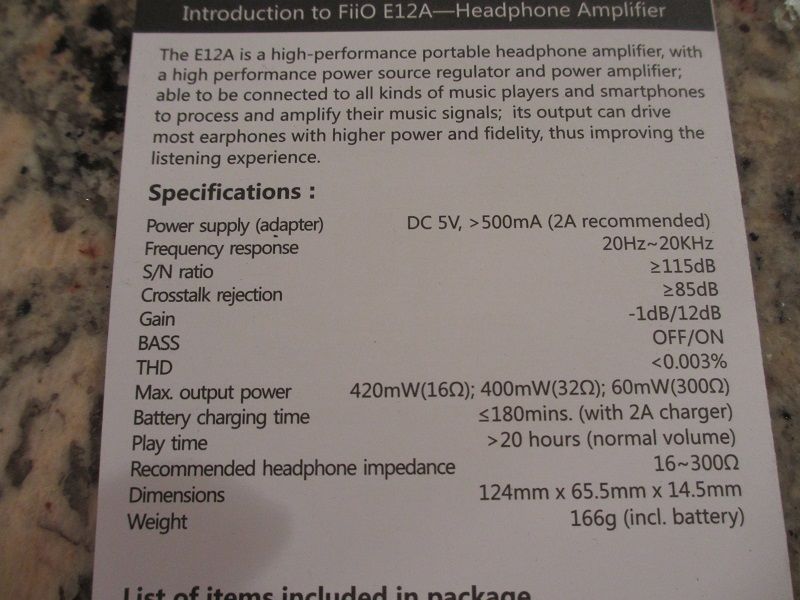 Introduction to FiiO E12A—Headphone Amplifier
The E12A is a high-performance portable headphone amplifier, with
a high performance power source regulator and power amplifier;
able to be connected to all kinds of music players and smartphones
to process and amplify their music signals; its output can drive
most earphones with higher power and fidelity, thus improving the
listening experience.
Specifications：
Power supply (adapter) DC 5V, >500mA (2A recommended)
Frequency response 20Hz~20KHz
S/N ratio ≥115dB
Crosstalk rejection ≥85dB
Gain -1dB/12dB
BASS OFF/ON
THD <0.003%
Max. output power 420mW(16Ω); 400mW(32Ω); 60mW(300Ω)
Battery charging time ≤180mins. (with 2A charger)
Play time >20 hours (normal volume)
Recommended headphone impedance 16~300Ω
Dimensions 124mm x 65.5mm x 14.5mm
Weight 166g (incl. battery)
List of items included in package